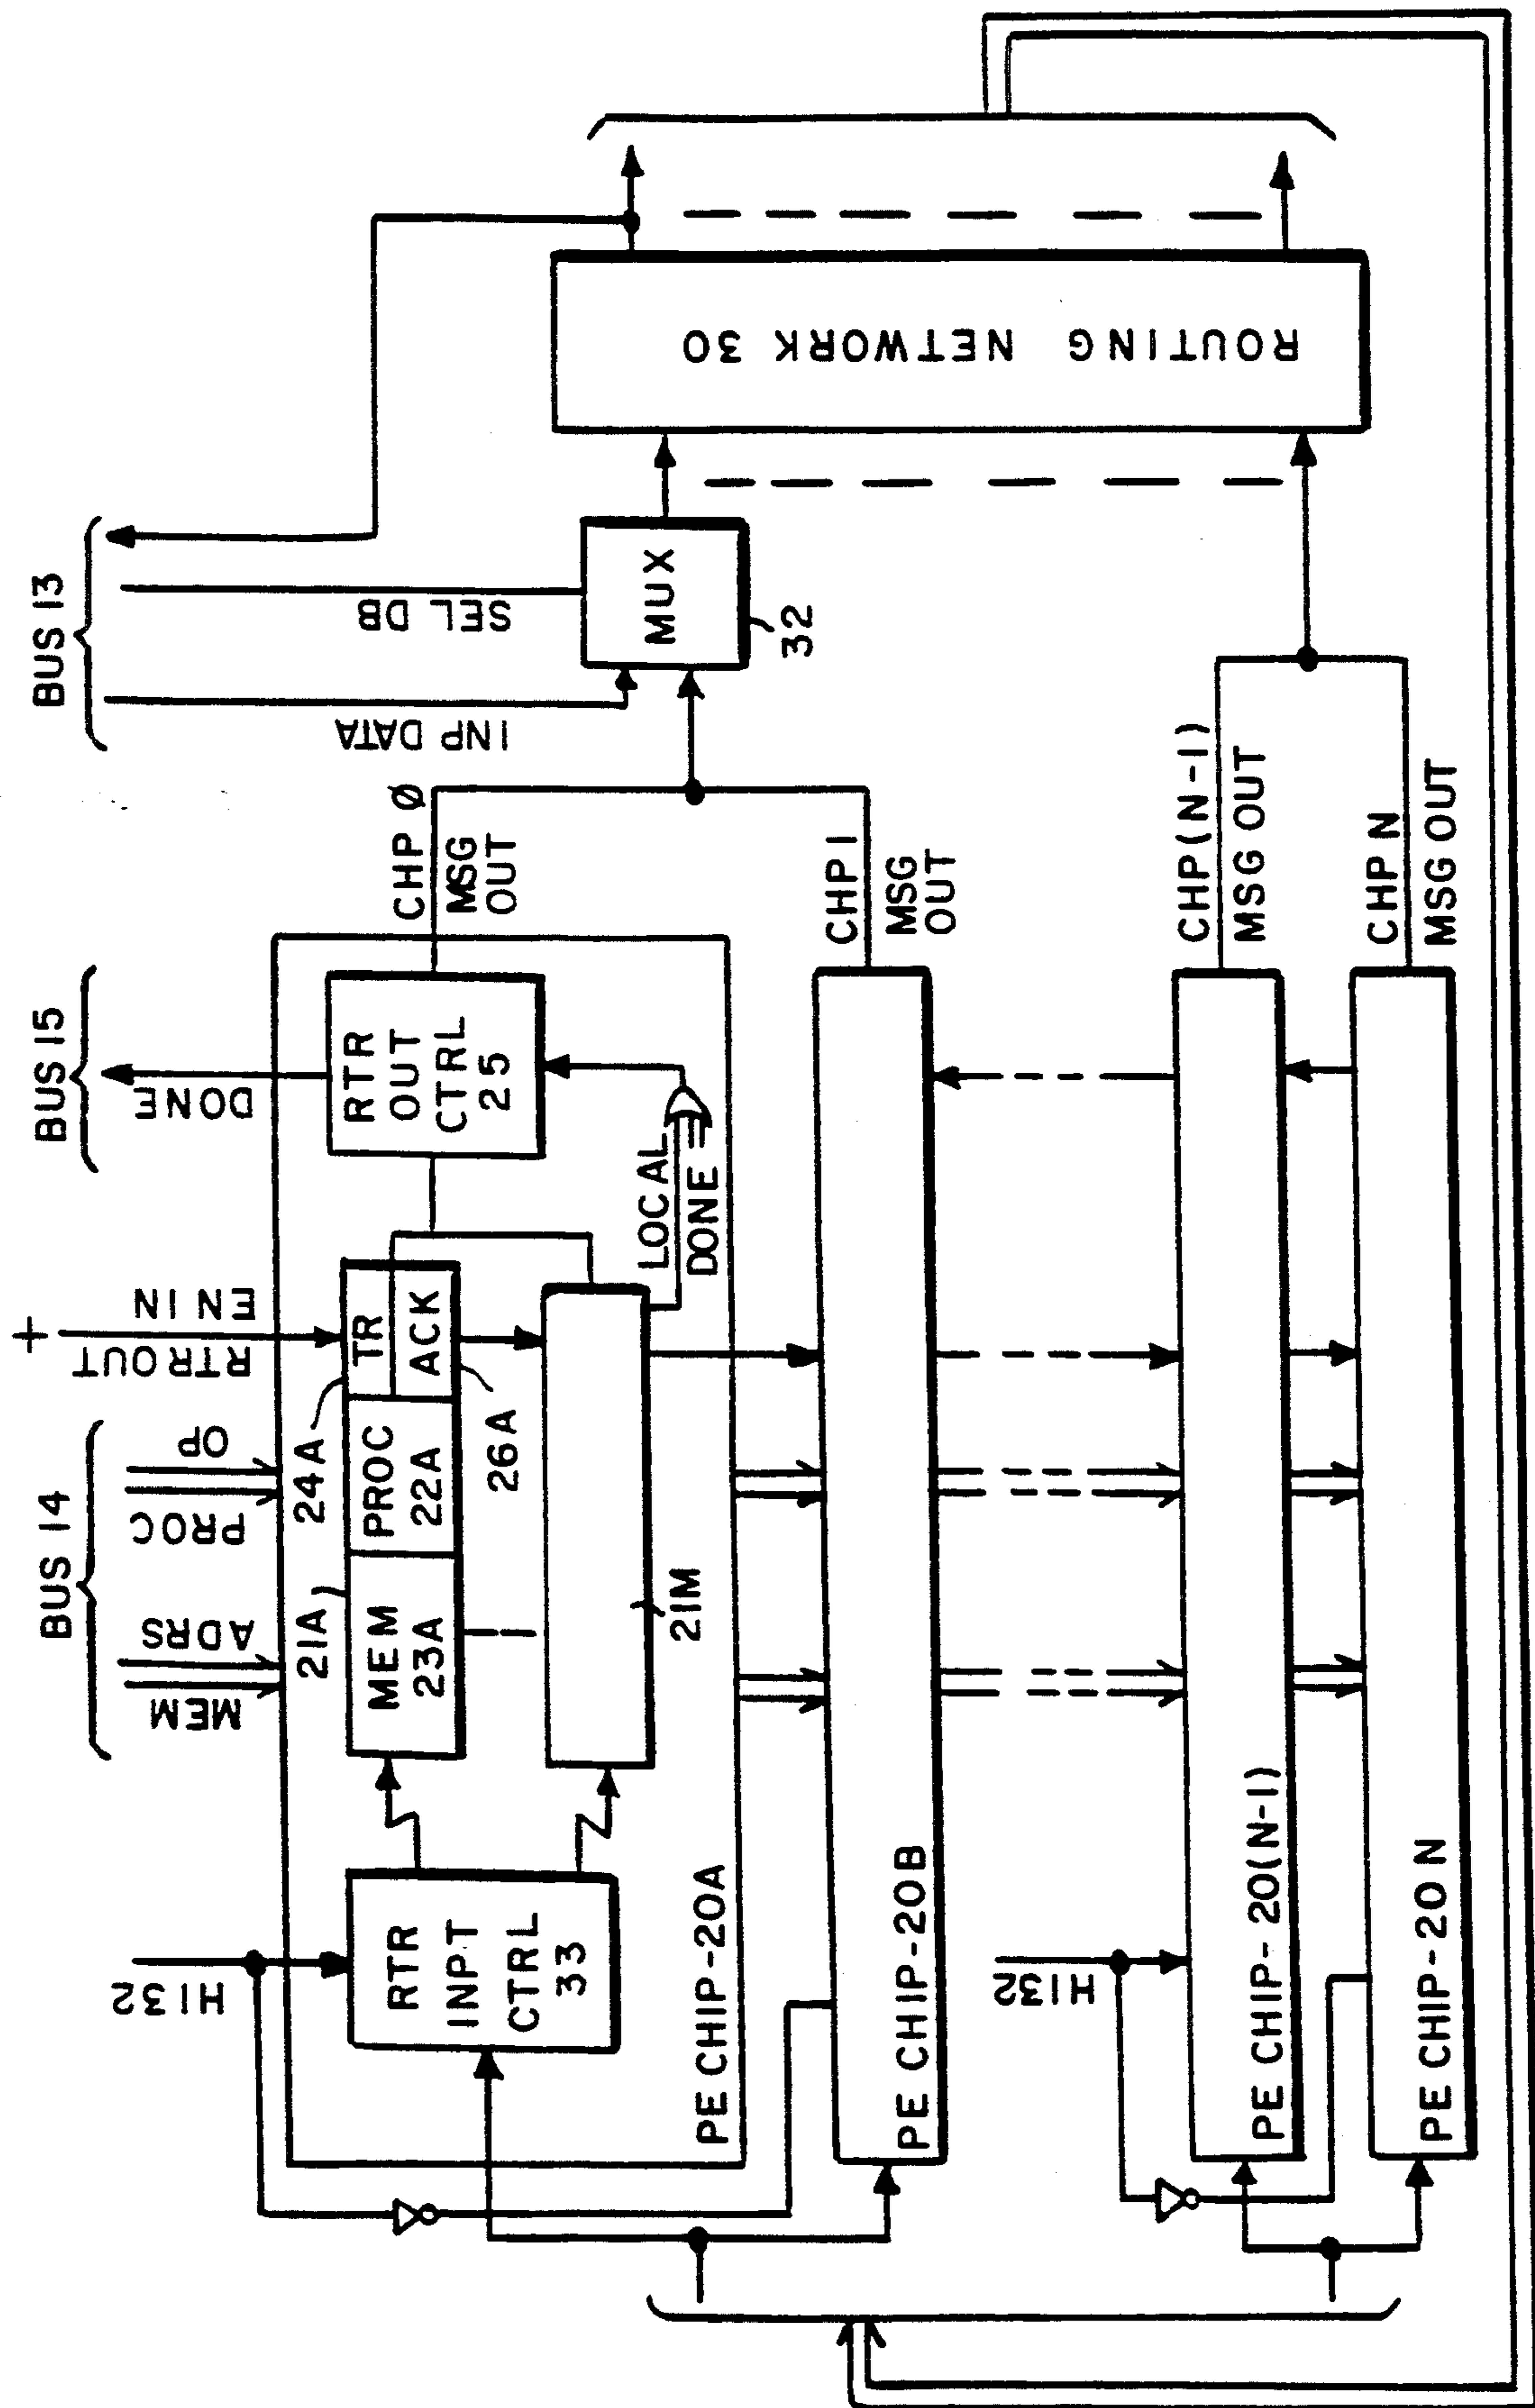 BUS 14
BUS 15
BUS 13
H132
MEM
ADRS
PROC
OP
RTROUT
EN IN
+
DONE
INP DATA
SEL DB
RTR
INPT
CTRL
33
21A
MEM
23A
24A
PROC
22A
TR
ACK
26A
21M
RTR
OUT
CTRL
25
LOCAL
DONE
CHP Ø
MSG
OUT
MUX
32
ROUTING NETWORK 30
PE CHIP-20A
PE CHIP-20B
CHP 1
MSG
OUT
H132
PE CHIP-20(N-1)
CHP(N-1)
MSG OUT
PE CHIP-20N
CHP N
MSG OUT